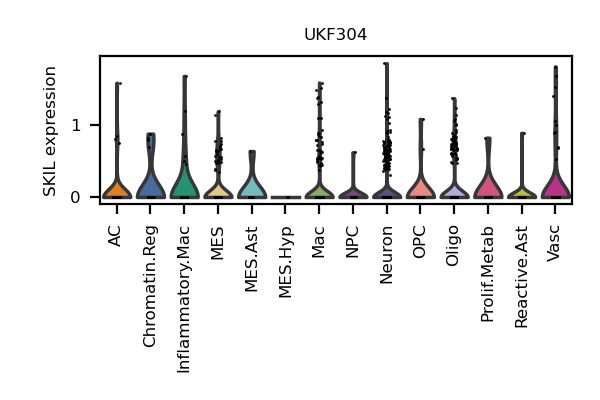 UKF304
SKIL expression
1
0
AC
Chromatin.Reg
Inflammatory.Mac
MES
MES.Ast
MES.Hyp
Mac
NPC
Neuron
OPC
Oligo
Prolif.Metab
Reactive.Ast
Vasc